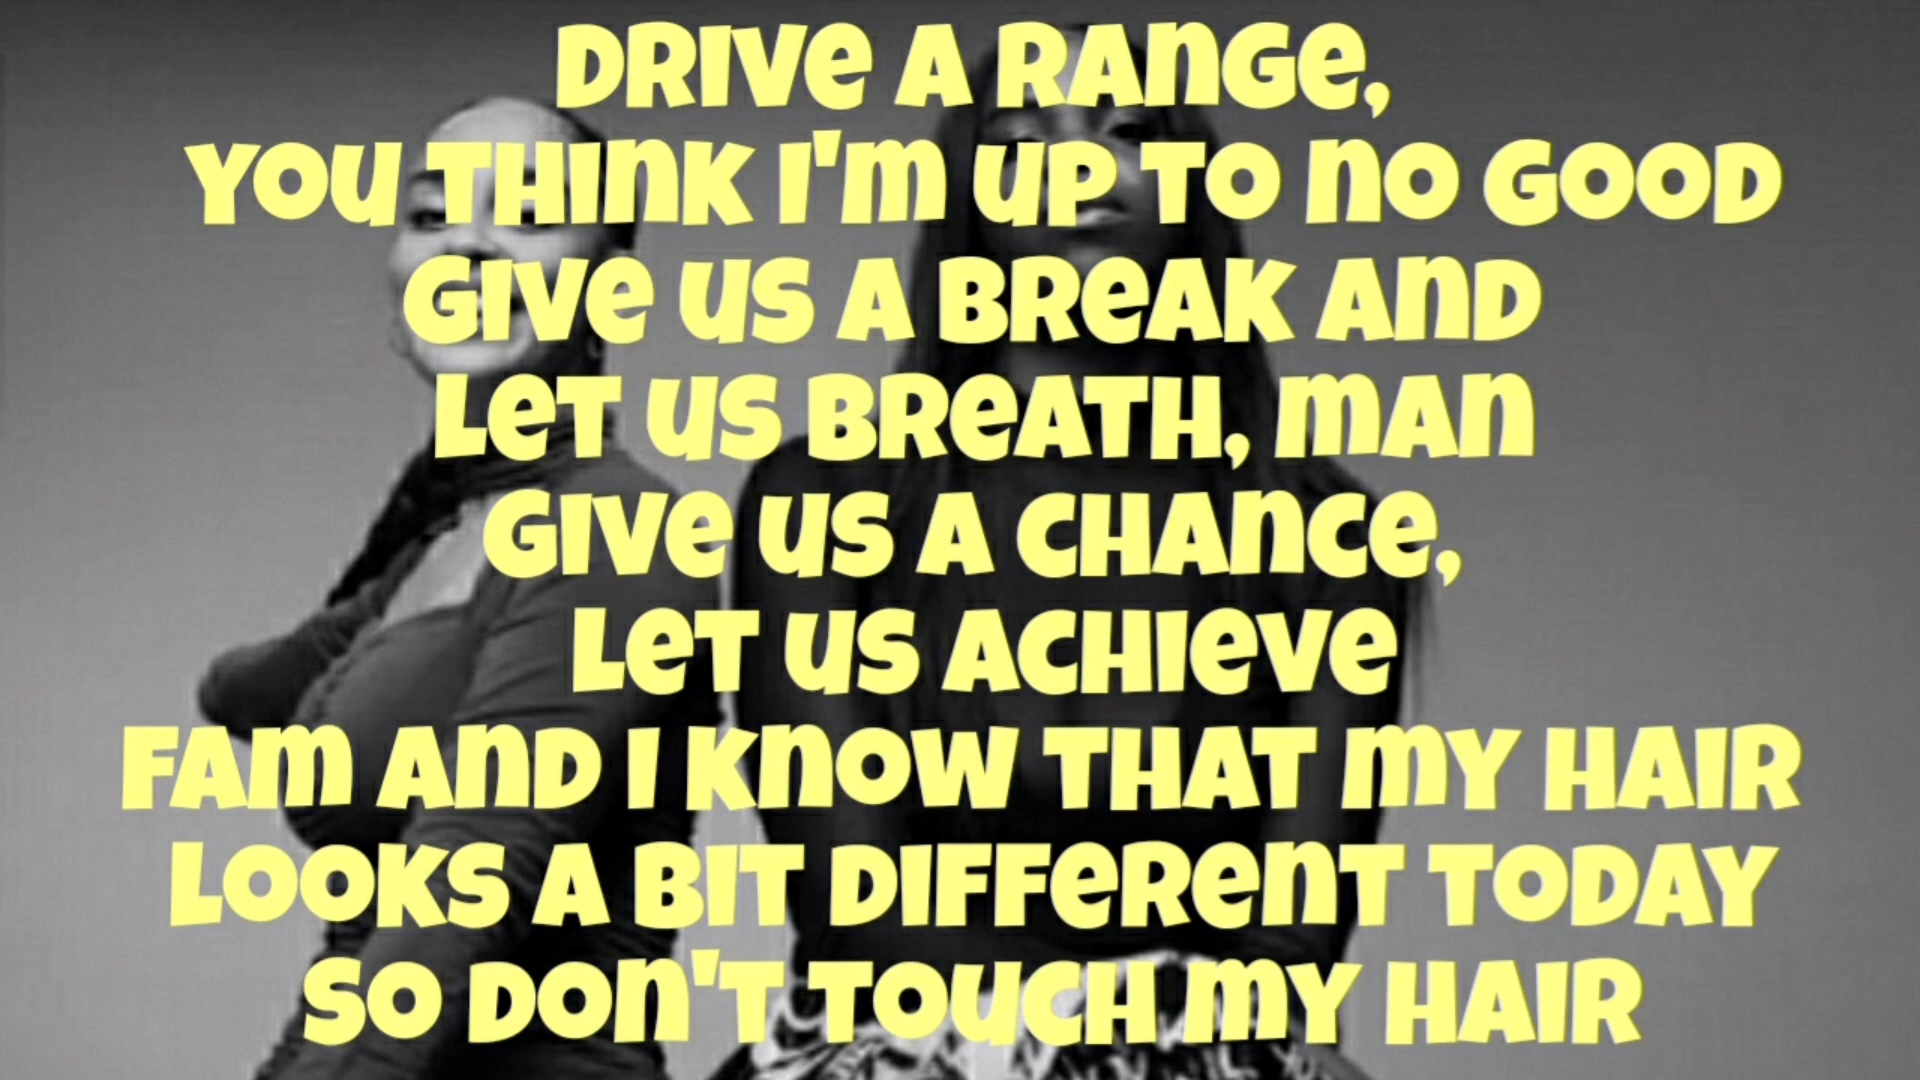 DRIVE A RANGE,
YOU THINK I'M UP TO NO GOOD
GIVE US A BREAK AND
LET US BREATH, MAN
GIVE US A CHANCE,
LET US ACHIEVE
FAM AND I KNOW THAT MY HAIR
LOOKS A BIT DIFFERENT TODAY
SO DON'T TOUCH MY HAIR